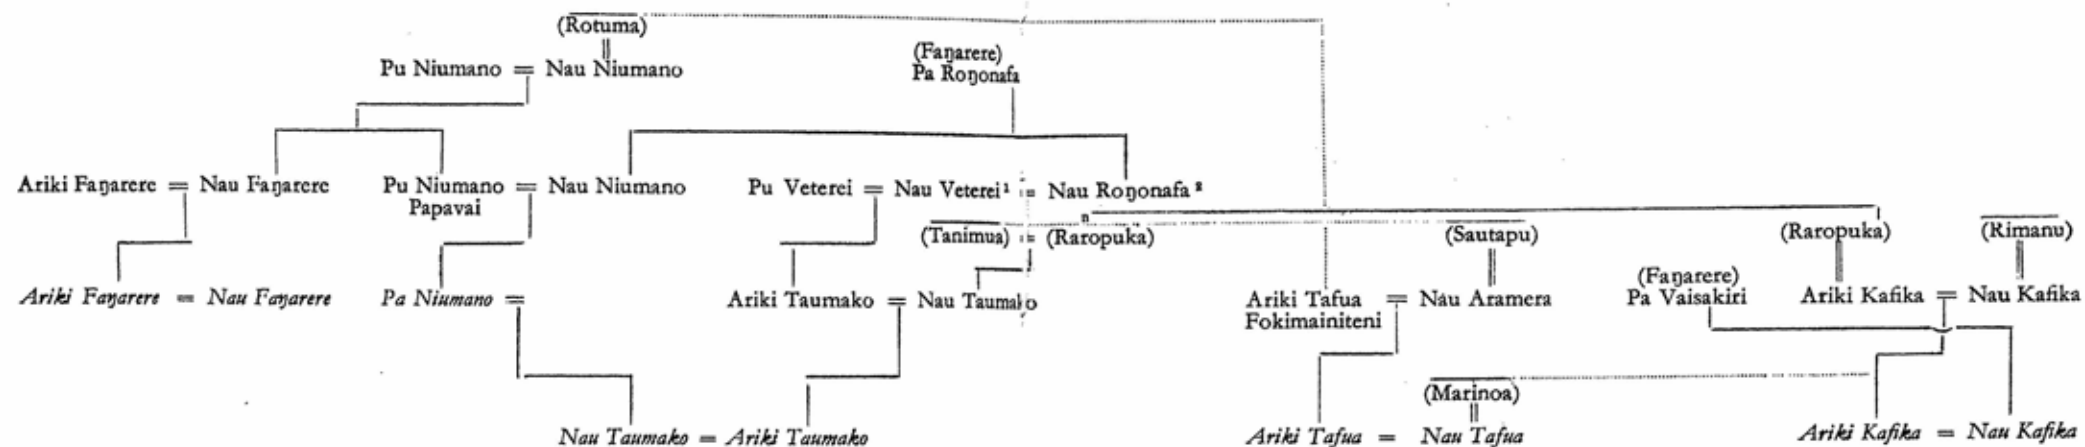 (Rotuma)
(Faŋarere)
Pu Niumano = Nau Niumano
Pa Roŋonafa
Ariki Faŋarere = Nau Faŋarere
Pu Niumano = Nau Niumano
Papavai
Pu Veterei = Nau Veterei¹ = Nau Roŋonafa²
n
(Tanimua) = (Raropuka)
(Sautapu)
(Raropuka)
(Rimanu)
(Faŋarere)
Ariki Faŋarere = Nau Faŋarere
Pa Niumano =
Ariki Taumako = Nau Taumako
Ariki Tafua = Nau Aramera
Fokimainiteni
Pa Vaisakiri
Ariki Kafika = Nau Kafika
(Marinoa)
Nau Taumako = Ariki Taumako
Ariki Tafua = Nau Tafua
Ariki Kafika = Nau Kafika